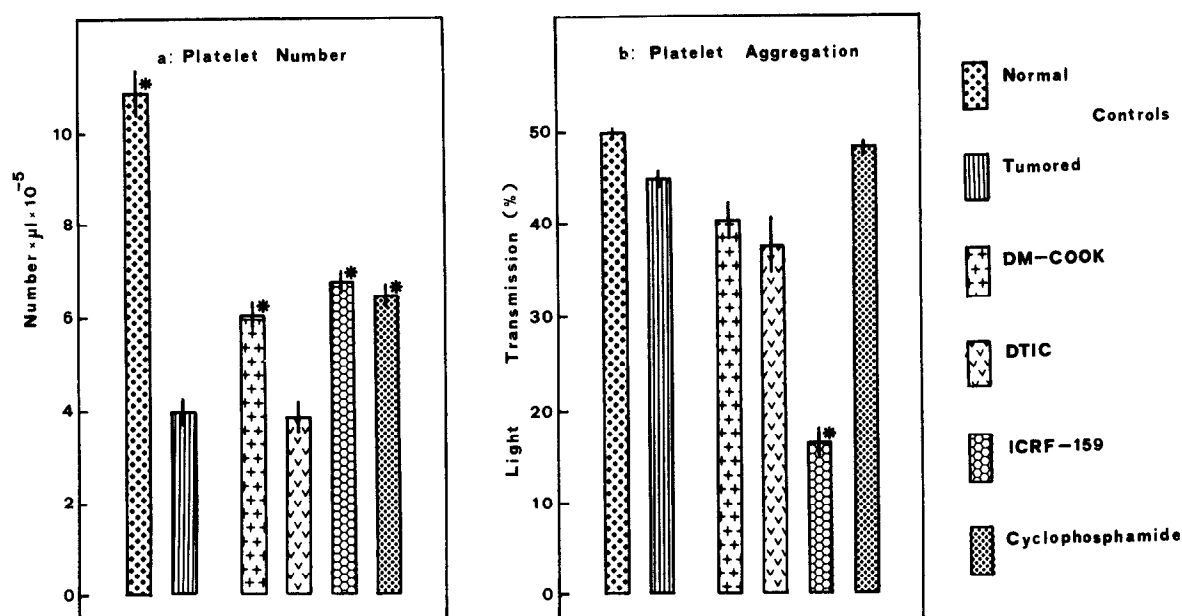 a: Platelet Number
Number × µl × 10⁻⁵
10
8
6
4
2
0
*
*
*
*
b: Platelet Aggregation
Light Transmission (%)
50
40
30
20
10
0
*
Normal
Controls
Tumored
DM-COOK
DTIC
ICRF-159
Cyclophosphamide